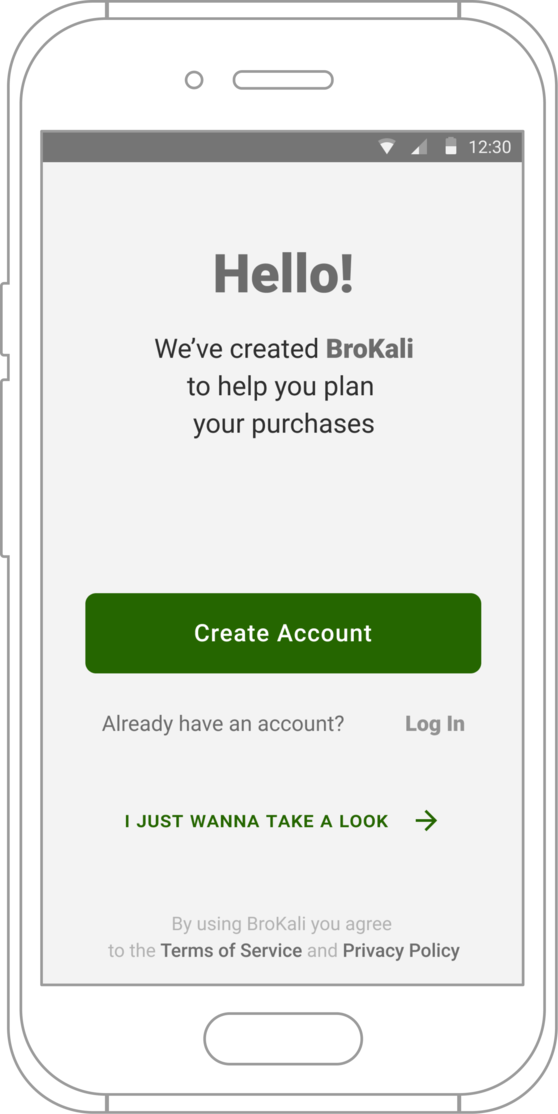 12:30
Hello!
We’ve created BroKali
to help you plan
your purchases
Create Account
Already have an account? Log In
I JUST WANNA TAKE A LOOK
By using BroKali you agree
to the Terms of Service and Privacy Policy